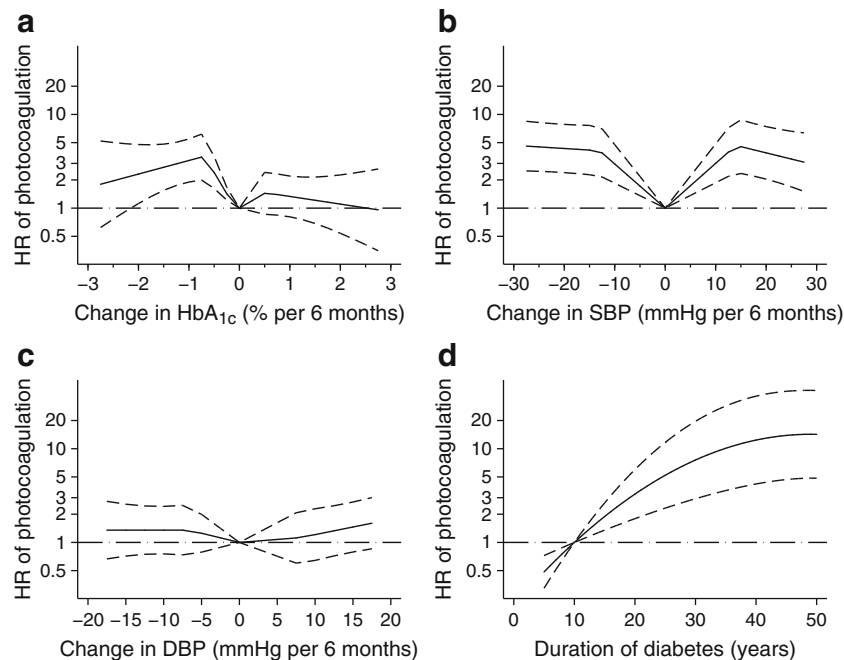 a
HR of photocoagulation
20
10
5
3
2
1
0.5
−3 −2 −1 0 1 2 3
Change in HbA1c (% per 6 months)
b
HR of photocoagulation
20
10
5
3
2
1
0.5
−30 −20 −10 0 10 20 30
Change in SBP (mmHg per 6 months)
c
HR of photocoagulation
20
10
5
3
2
1
0.5
−20 −15 −10 −5 0 5 10 15 20
Change in DBP (mmHg per 6 months)
d
HR of photocoagulation
20
10
5
3
2
1
0.5
0 10 20 30 40 50
Duration of diabetes (years)